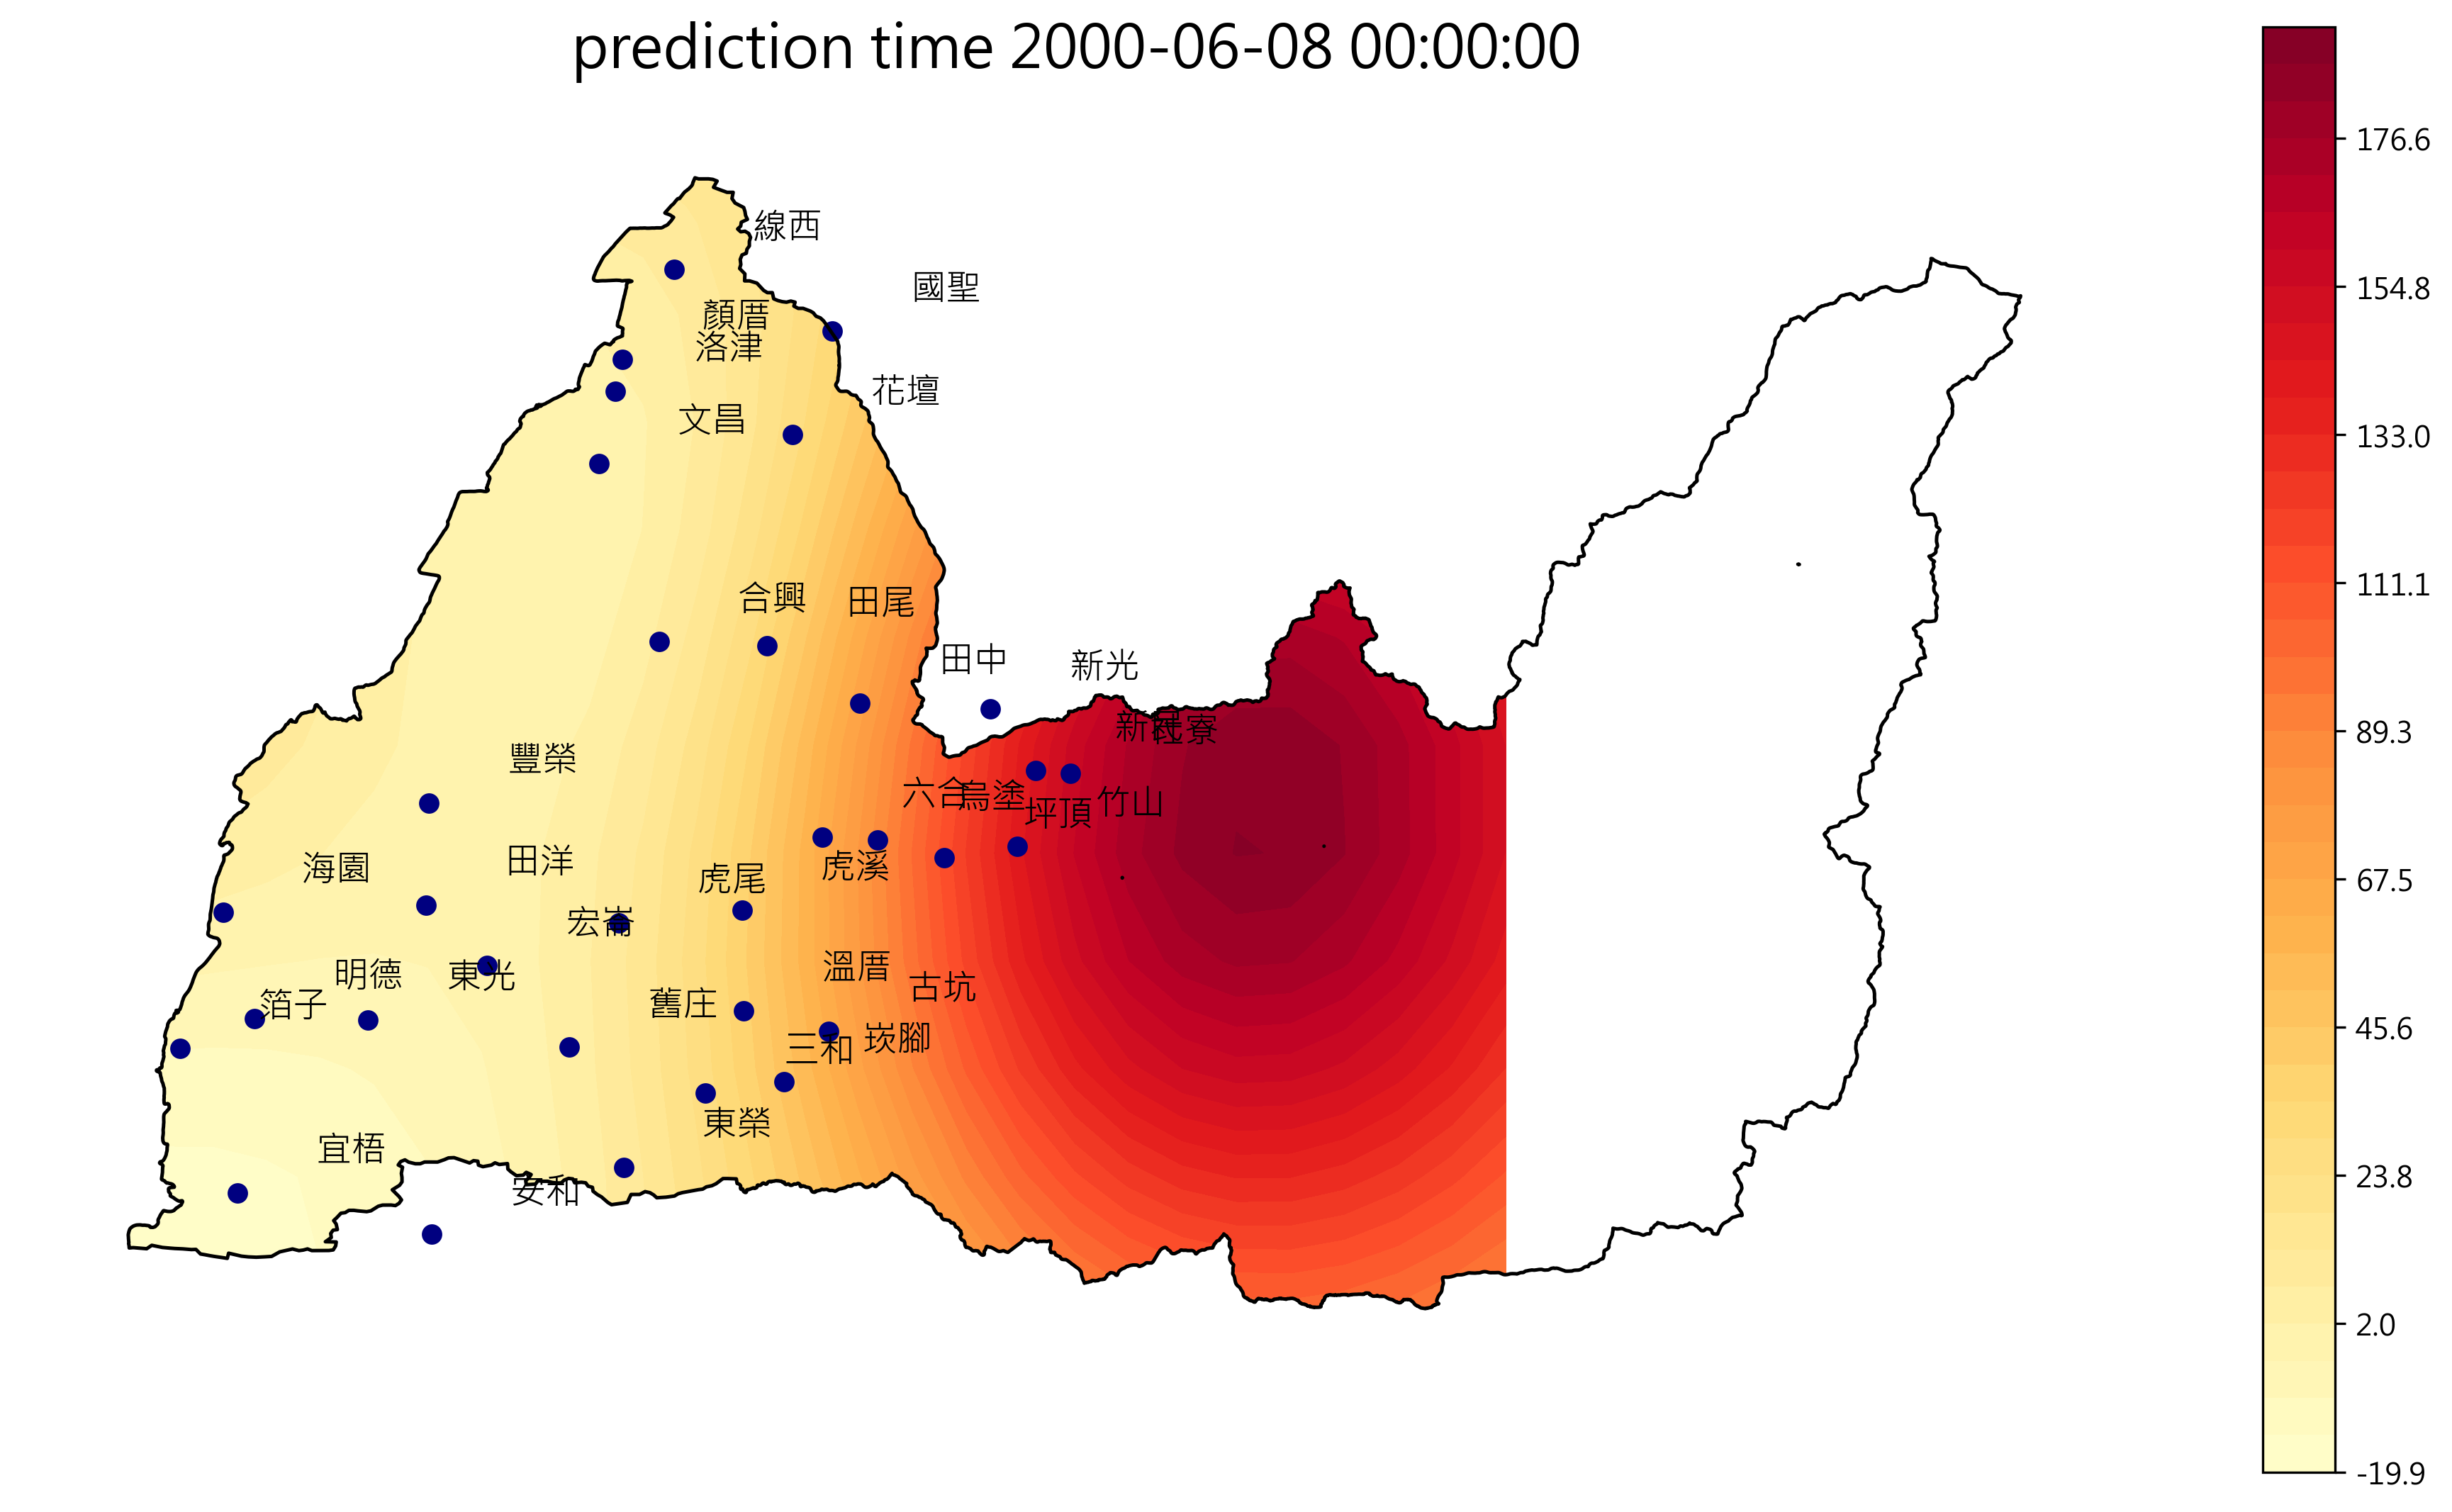 prediction time 2000-06-08 00:00:00
線西
國聖
顏厝
洛津
花壇
文昌
合興
田尾
田中
新光
新民
社寮
豐榮
六合
烏塗
坪頂
竹山
海園
田洋
虎尾
虎溪
宏崙
明德
東光
溫厝
古坑
箔子
舊庄
三和
崁腳
東榮
宜梧
安和
176.6
154.8
133.0
111.1
89.3
67.5
45.6
23.8
2.0
-19.9